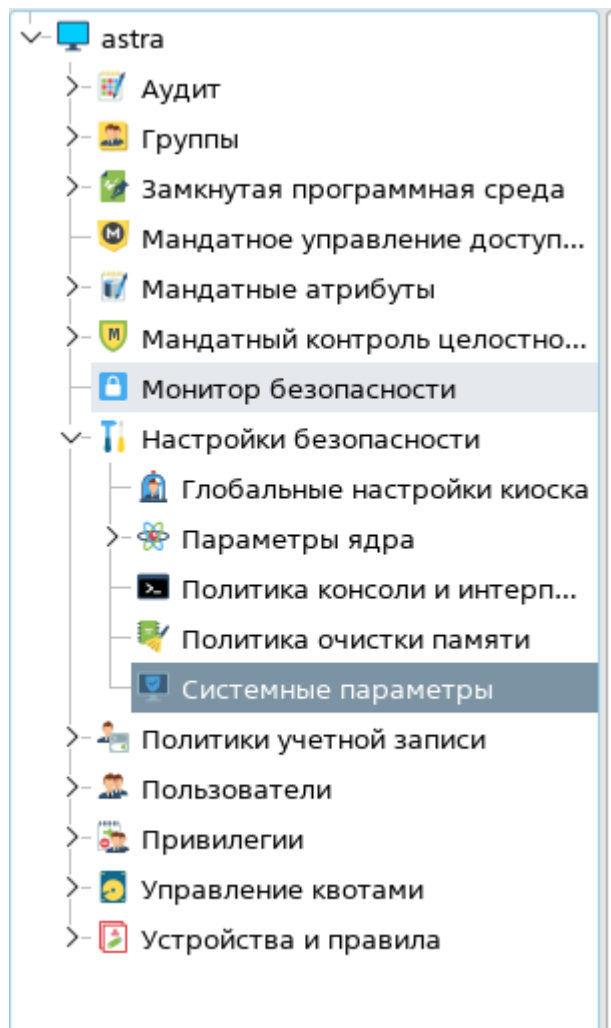 astra
Аудит
Группы
Замкнутая программная среда
Мандатное управление доступ...
Мандатные атрибуты
Мандатный контроль целостно...
Монитор безопасности
Настройки безопасности
Глобальные настройки киоска
Параметры ядра
Политика консоли и интерп...
Политика очистки памяти
Системные параметры
Политики учетной записи
Пользователи
Привилегии
Управление квотами
Устройства и правила